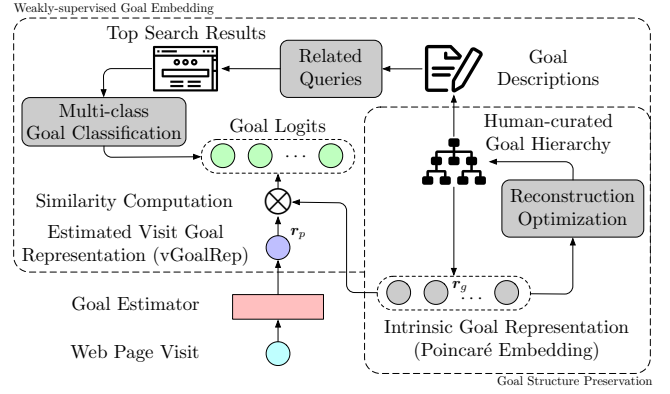 Weakly-supervised Goal Embedding
Top Search Results
Related
Queries
Goal
Descriptions
Multi-class
Goal Classification
Goal Logits
Human-curated
Goal Hierarchy
...
Similarity Computation
Reconstruction
Optimization
Estimated Visit Goal
Representation (vGoalRep)
r_p
r_g
...
Goal Estimator
Intrinsic Goal Representation
(Poincaré Embedding)
Web Page Visit
Goal Structure Preservation